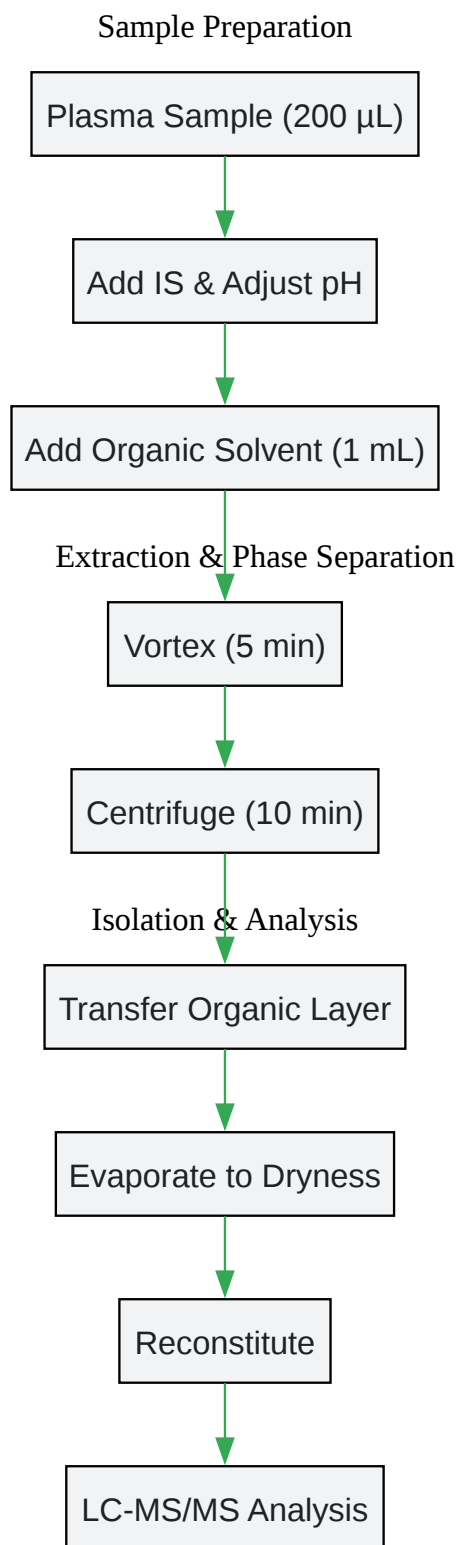 Sample Preparation
Plasma Sample (200 µL)
Add IS & Adjust pH
Add Organic Solvent (1 mL)
Extraction & Phase Separation
Vortex (5 min)
Centrifuge (10 min)
Isolation & Analysis
Transfer Organic Layer
Evaporate to Dryness
Reconstitute
LC-MS/MS Analysis